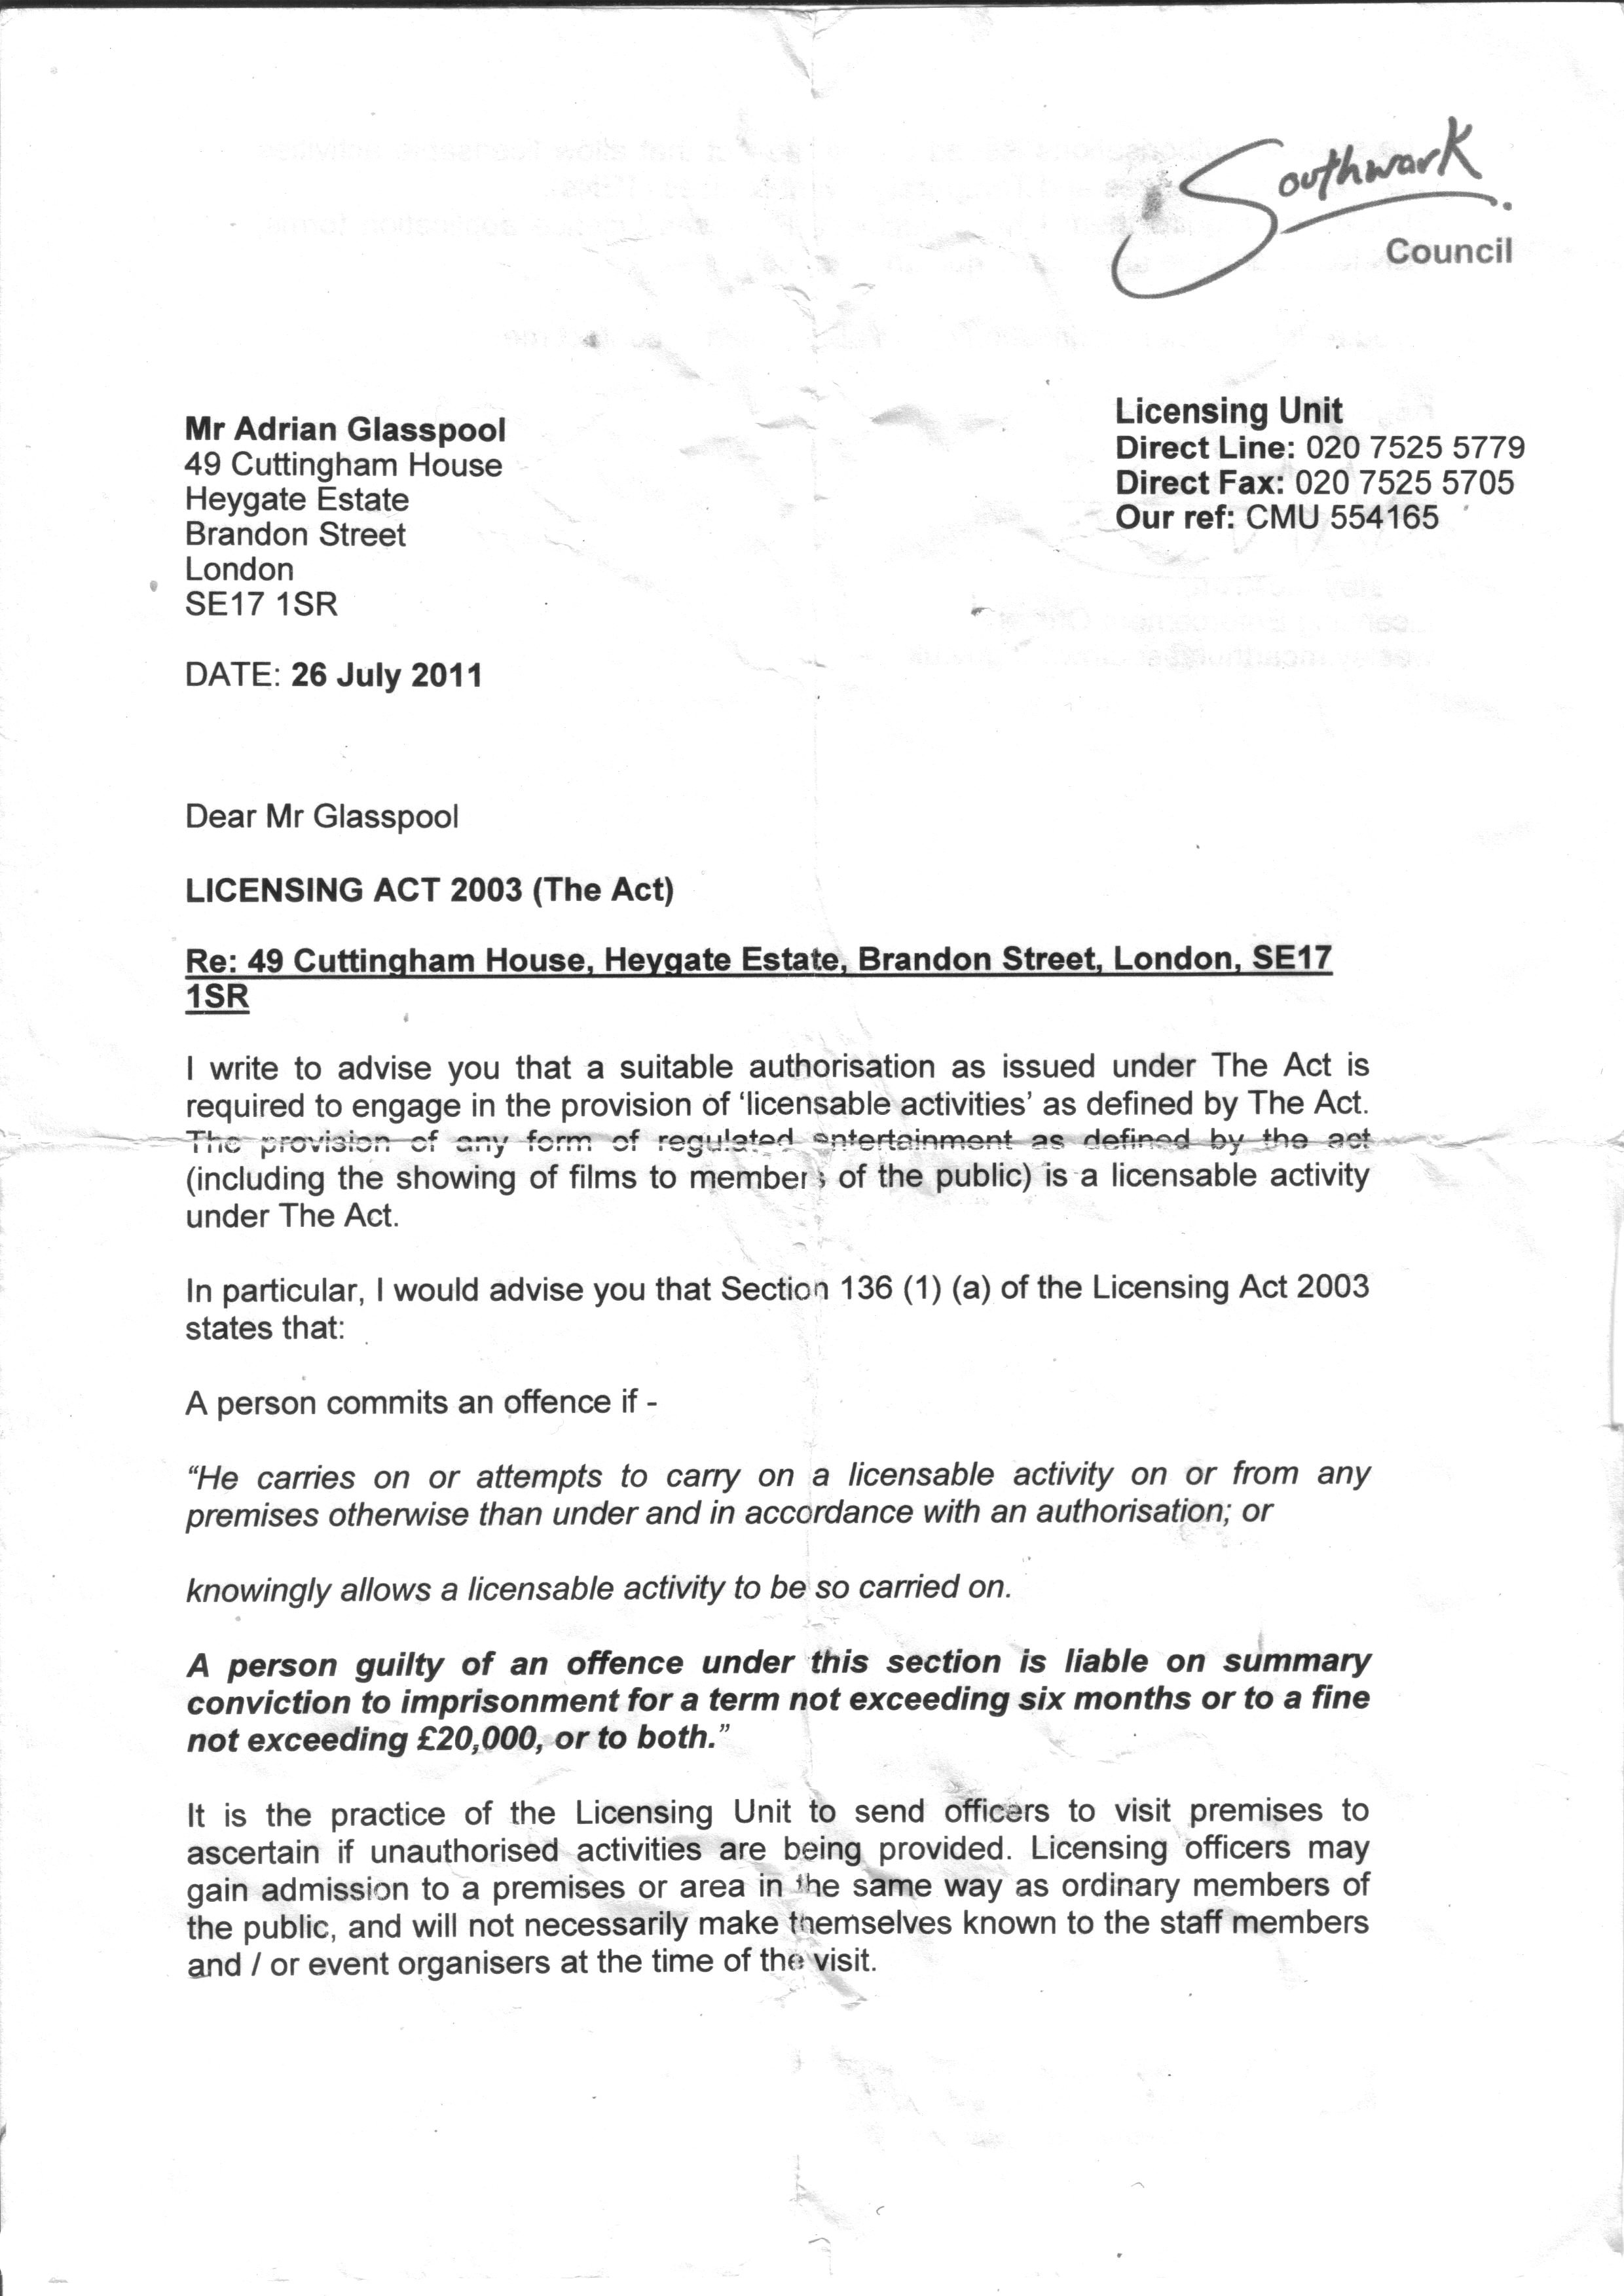 Southwark
Council
Mr Adrian Glasspool
49 Cuttingham House
Heygate Estate
Brandon Street
London
SE17 1SR
Licensing Unit
Direct Line: 020 7525 5779
Direct Fax: 020 7525 5705
Our ref: CMU 554165
DATE: 26 July 2011
Dear Mr Glasspool
LICENSING ACT 2003 (The Act)
Re: 49 Cuttingham House, Heygate Estate, Brandon Street, London, SE17
1SR
I write to advise you that a suitable authorisation as issued under The Act is
required to engage in the provision of ‘licensable activities’ as defined by The Act.
The provision of any form of regulated entertainment as defined by the act
(including the showing of films to members of the public) is a licensable activity
under The Act.
In particular, I would advise you that Section 136 (1) (a) of the Licensing Act 2003
states that:
A person commits an offence if -
“He carries on or attempts to carry on a licensable activity on or from any
premises otherwise than under and in accordance with an authorisation; or
knowingly allows a licensable activity to be so carried on.
A person guilty of an offence under this section is liable on summary
conviction to imprisonment for a term not exceeding six months or to a fine
not exceeding £20,000, or to both.”
It is the practice of the Licensing Unit to send officers to visit premises to
ascertain if unauthorised activities are being provided. Licensing officers may
gain admission to a premises or area in the same way as ordinary members of
the public, and will not necessarily make themselves known to the staff members
and / or event organisers at the time of the visit.